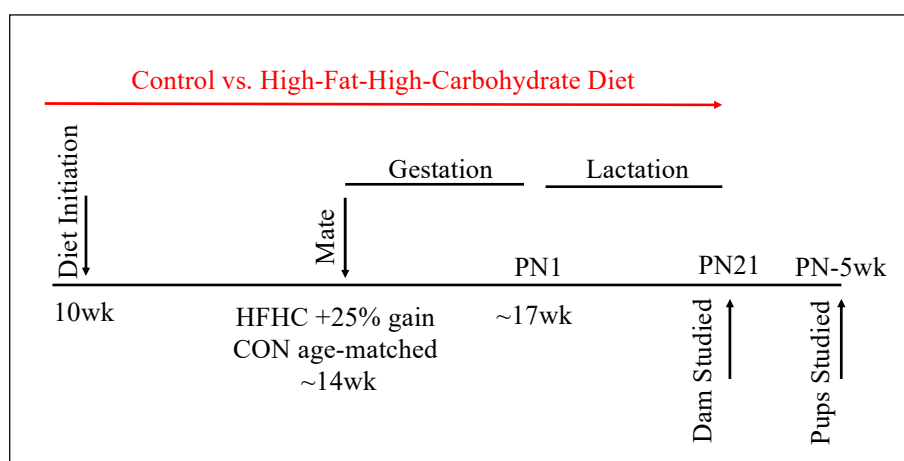 Control vs. High-Fat-High-Carbohydrate Diet
Diet Initiation
Gestation
Lactation
Mate
PN1
PN21
PN-5wk
10wk
HFHC +25% gain
CON age-matched
~14wk
~17wk
Dam Studied
Pups Studied